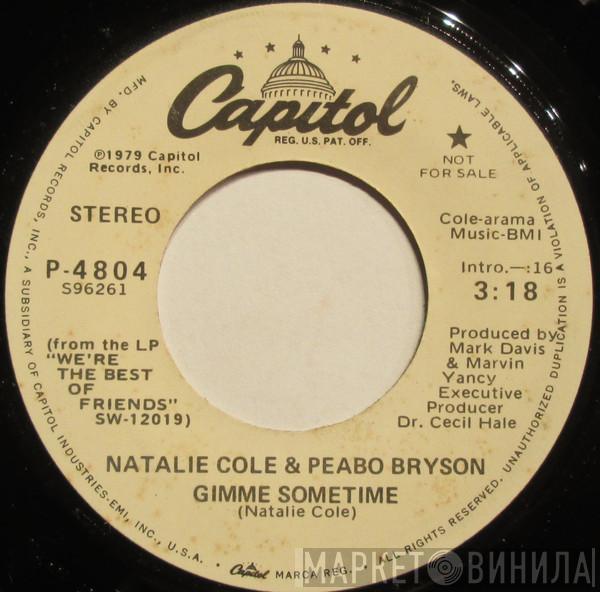 Capitol
REG. U.S. PAT. OFF.
℗1979 Capitol
Records, Inc.
★
NOT
FOR SALE
STEREO
Cole-arama
Music-BMI
P-4804
S96261
Intro.—:16
3:18
(from the LP
"WE'RE
THE BEST
OF
FRIENDS"
SW-12019)
Produced by
Mark Davis
& Marvin
Yancy
Executive
Producer
Dr. Cecil Hale
NATALIE COLE & PEABO BRYSON
GIMME SOMETIME
(Natalie Cole)
MFD. BY CAPITOL RECORDS, INC., A SUBSIDIARY OF CAPITOL INDUSTRIES-EMI, INC., U.S.A. • Capitol MARCA REG. • ALL RIGHTS RESERVED. UNAUTHORIZED DUPLICATION IS A VIOLATION OF APPLICABLE LAWS.
МАРКЕТ ВИНИЛА